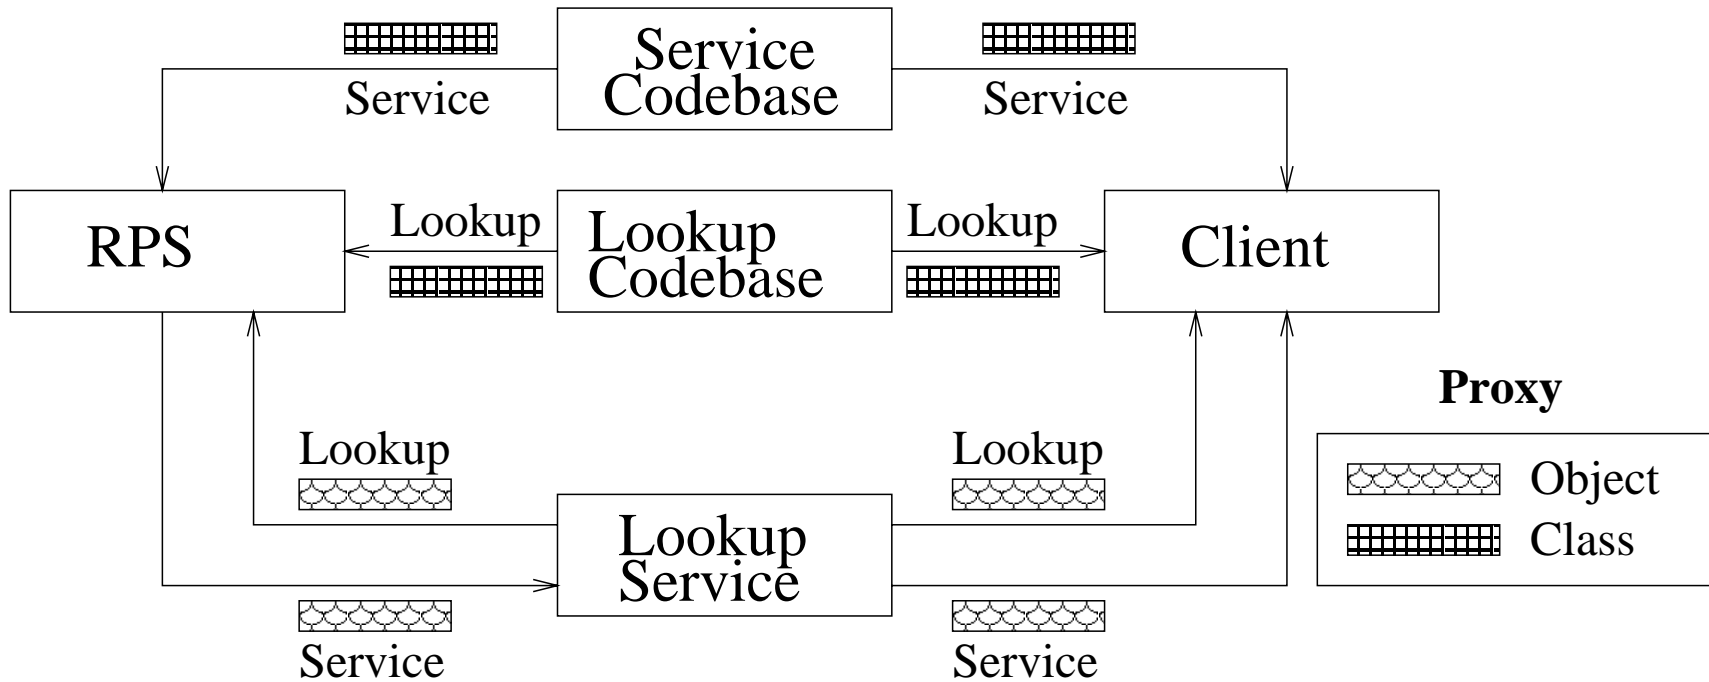 Service
Codebase
Service
Service
RPS
Lookup
Lookup
Codebase
Lookup
Client
Proxy
Object
Class
Lookup
Lookup
Lookup
Service
Service
Service